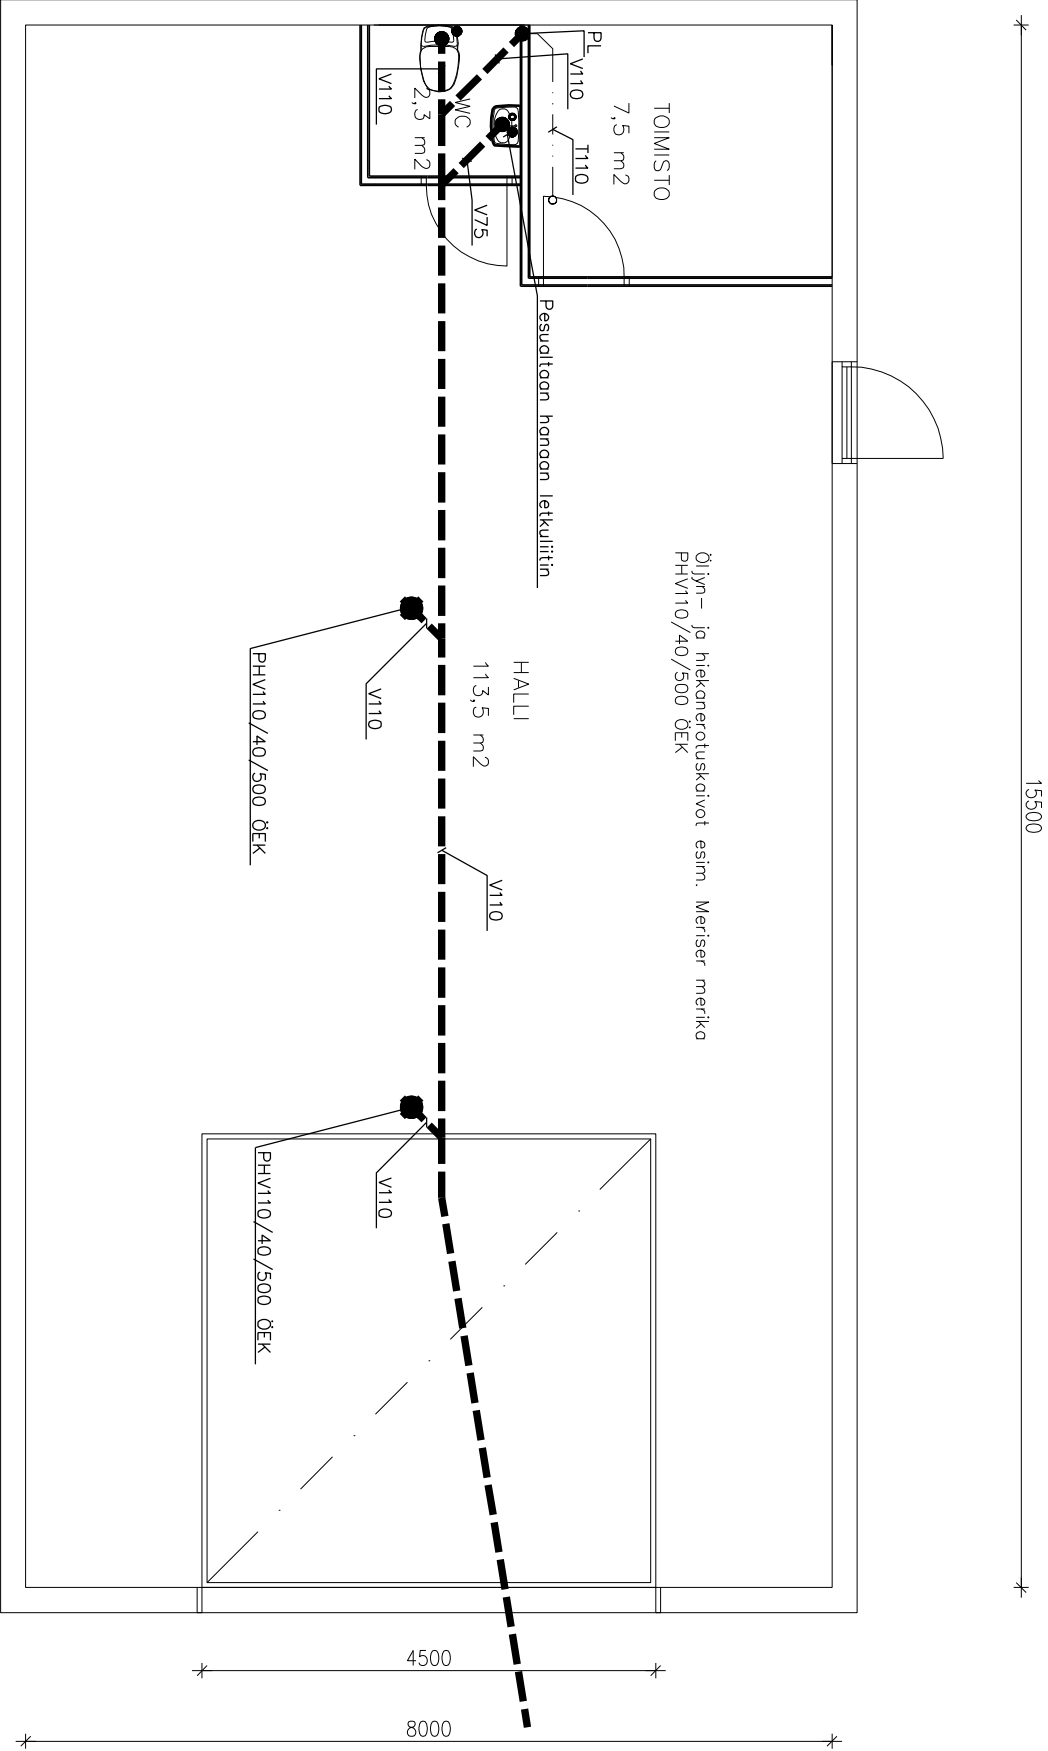 PL
V110
TOIMISTO
7,5 m2
T110
V110
WC
2,3 m2
V75
Pesualtaan hanaan letkuliitin
Öljyn- ja hiekanerotuskaivot esim. Meriser merika
PHV110/40/500 ÖEK
HALLI
113,5 m2
V110
PHV110/40/500 ÖEK
V110
V110
PHV110/40/500 ÖEK
15500
4500
8000